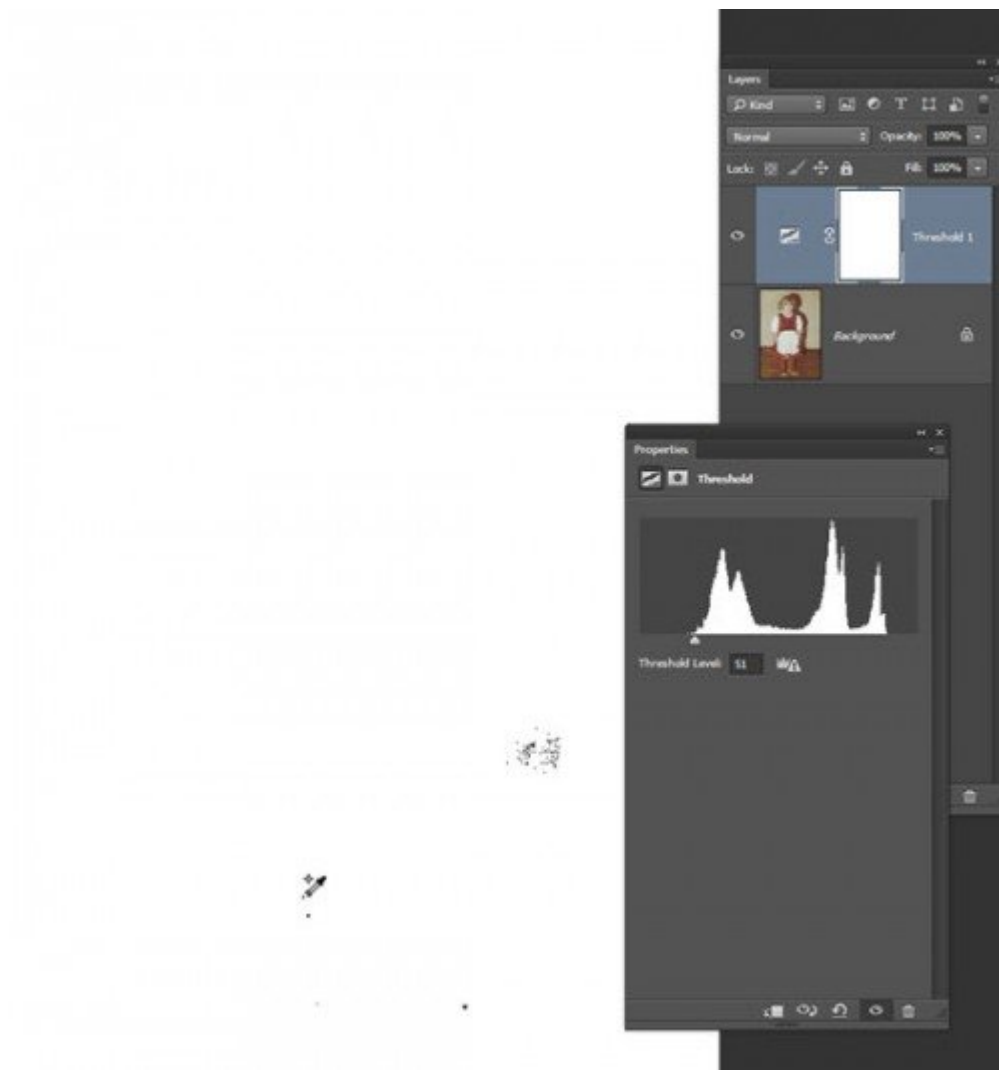 Layers
Kind
Normal Opacity: 100%
Lock: Fill: 100%
Threshold 1
Background
Properties
Threshold
Threshold Level: 51